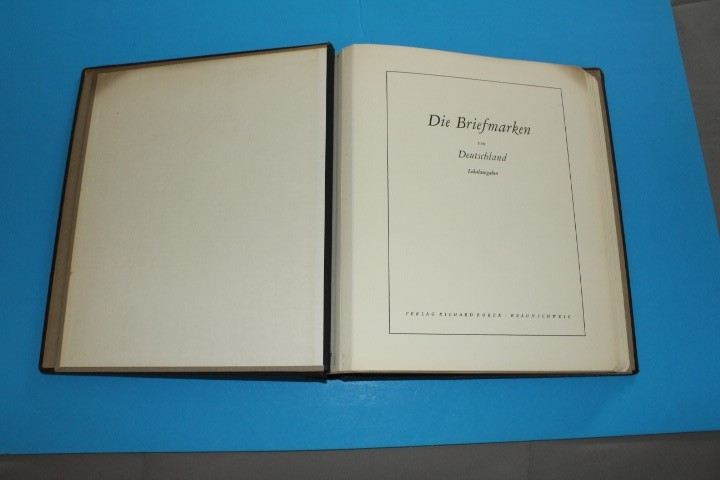 Die Briefmarken
von
Deutschland
Lokalausgaben
VERLAG RICHARD BOREK · BRAUNSCHWEIG